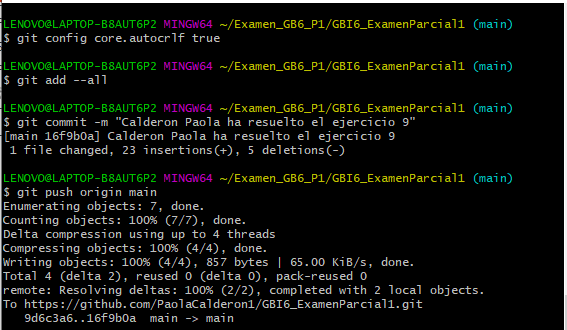 LENOVO@LAPTOP-B8AUT6P2 MINGW64 ~/Examen_GB6_P1/GBI6_ExamenParcial1 (main)
$ git config core.autocrlf true
LENOVO@LAPTOP-B8AUT6P2 MINGW64 ~/Examen_GB6_P1/GBI6_ExamenParcial1 (main)
$ git add --all
LENOVO@LAPTOP-B8AUT6P2 MINGW64 ~/Examen_GB6_P1/GBI6_ExamenParcial1 (main)
$ git commit -m "Calderon Paola ha resuelto el ejercicio 9"
[main 16f9b0a] Calderon Paola ha resuelto el ejercicio 9
 1 file changed, 23 insertions(+), 5 deletions(-)
LENOVO@LAPTOP-B8AUT6P2 MINGW64 ~/Examen_GB6_P1/GBI6_ExamenParcial1 (main)
$ git push origin main
Enumerating objects: 7, done.
Counting objects: 100% (7/7), done.
Delta compression using up to 4 threads
Compressing objects: 100% (4/4), done.
Writing objects: 100% (4/4), 857 bytes | 65.00 KiB/s, done.
Total 4 (delta 2), reused 0 (delta 0), pack-reused 0
remote: Resolving deltas: 100% (2/2), completed with 2 local objects.
To https://github.com/PaolaCalderon1/GBI6_ExamenParcial1.git
   9d6c3a6..16f9b0a  main -> main